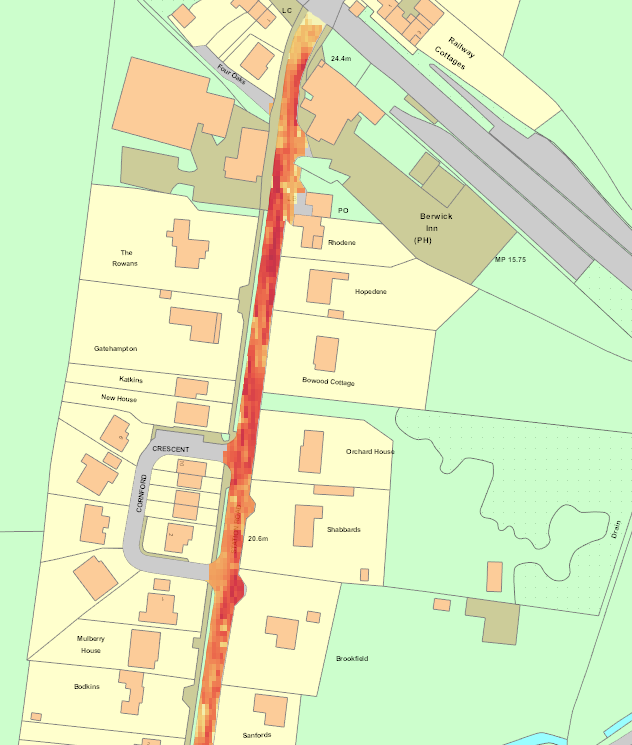 LC
24.4m
Railway
Cottages
Four Oaks
PO
Berwick
Inn
(PH)
Rhodene
The
Rowans
MP 15.75
Hopedene
Gatehampton
Katkins
Bowood Cottage
New House
CRESCENT
Orchard House
CORNFORD
Shabbards
20.6m
Drain
Mulberry
House
Brookfield
Bodkins
Sanfords